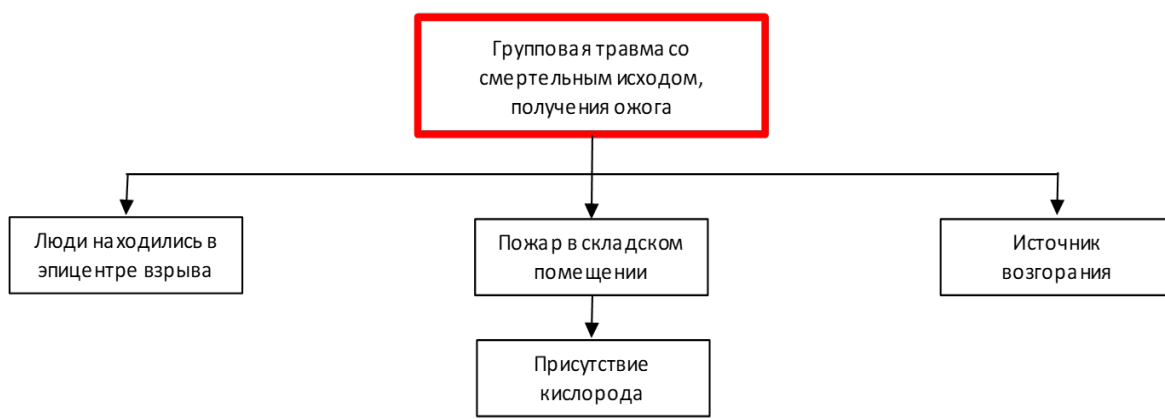 Групповая травма со
смертельным исходом,
получения ожога
Люди находились в
эпицентре взрыва
Пожар в складском
помещении
Источник
возгорания
Присутствие
кислорода